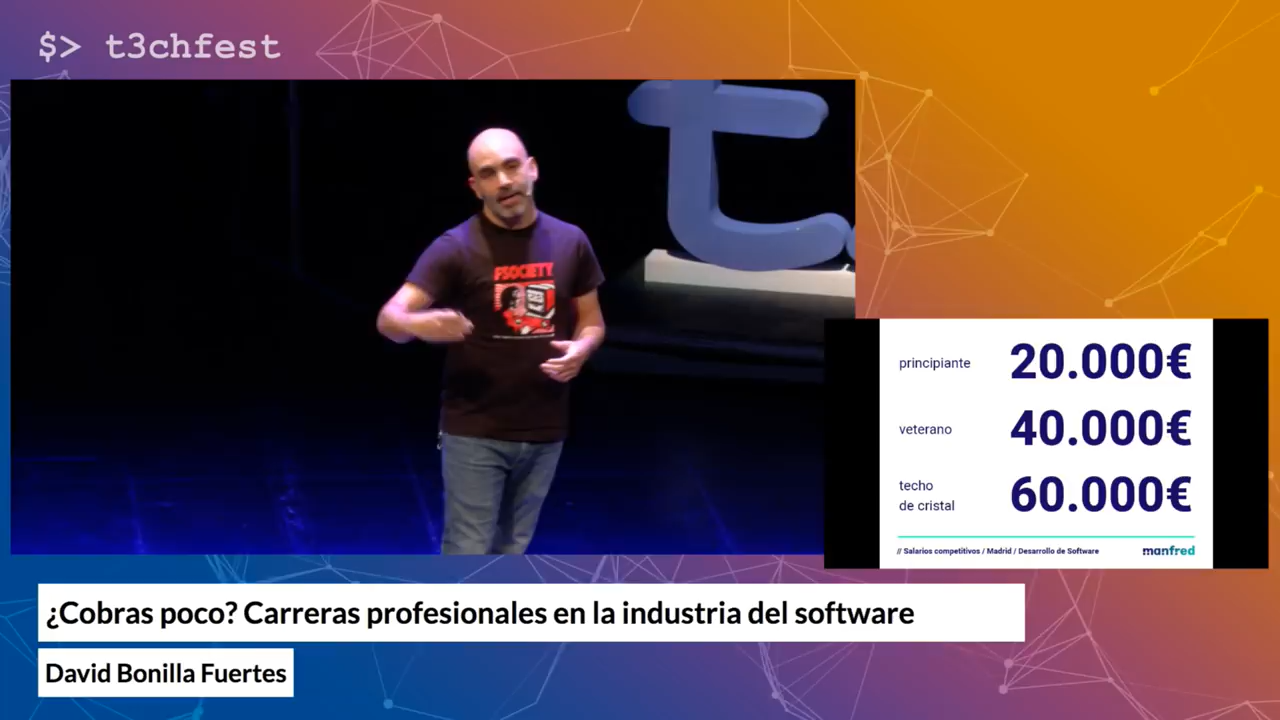 $> t3chfest
FSOCIETY
principiante 20.000€
veterano 40.000€
techo
de cristal 60.000€
// Salarios competitivos / Madrid / Desarrollo de Software manfred
¿Cobras poco? Carreras profesionales en la industria del software
David Bonilla Fuertes